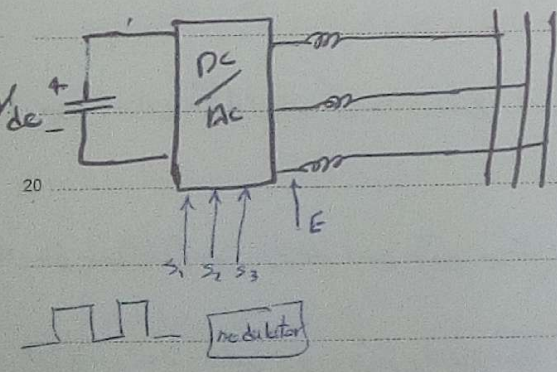 DC
/
AC
+
Vdc
-
20
E
S1 S2 S3
modulator